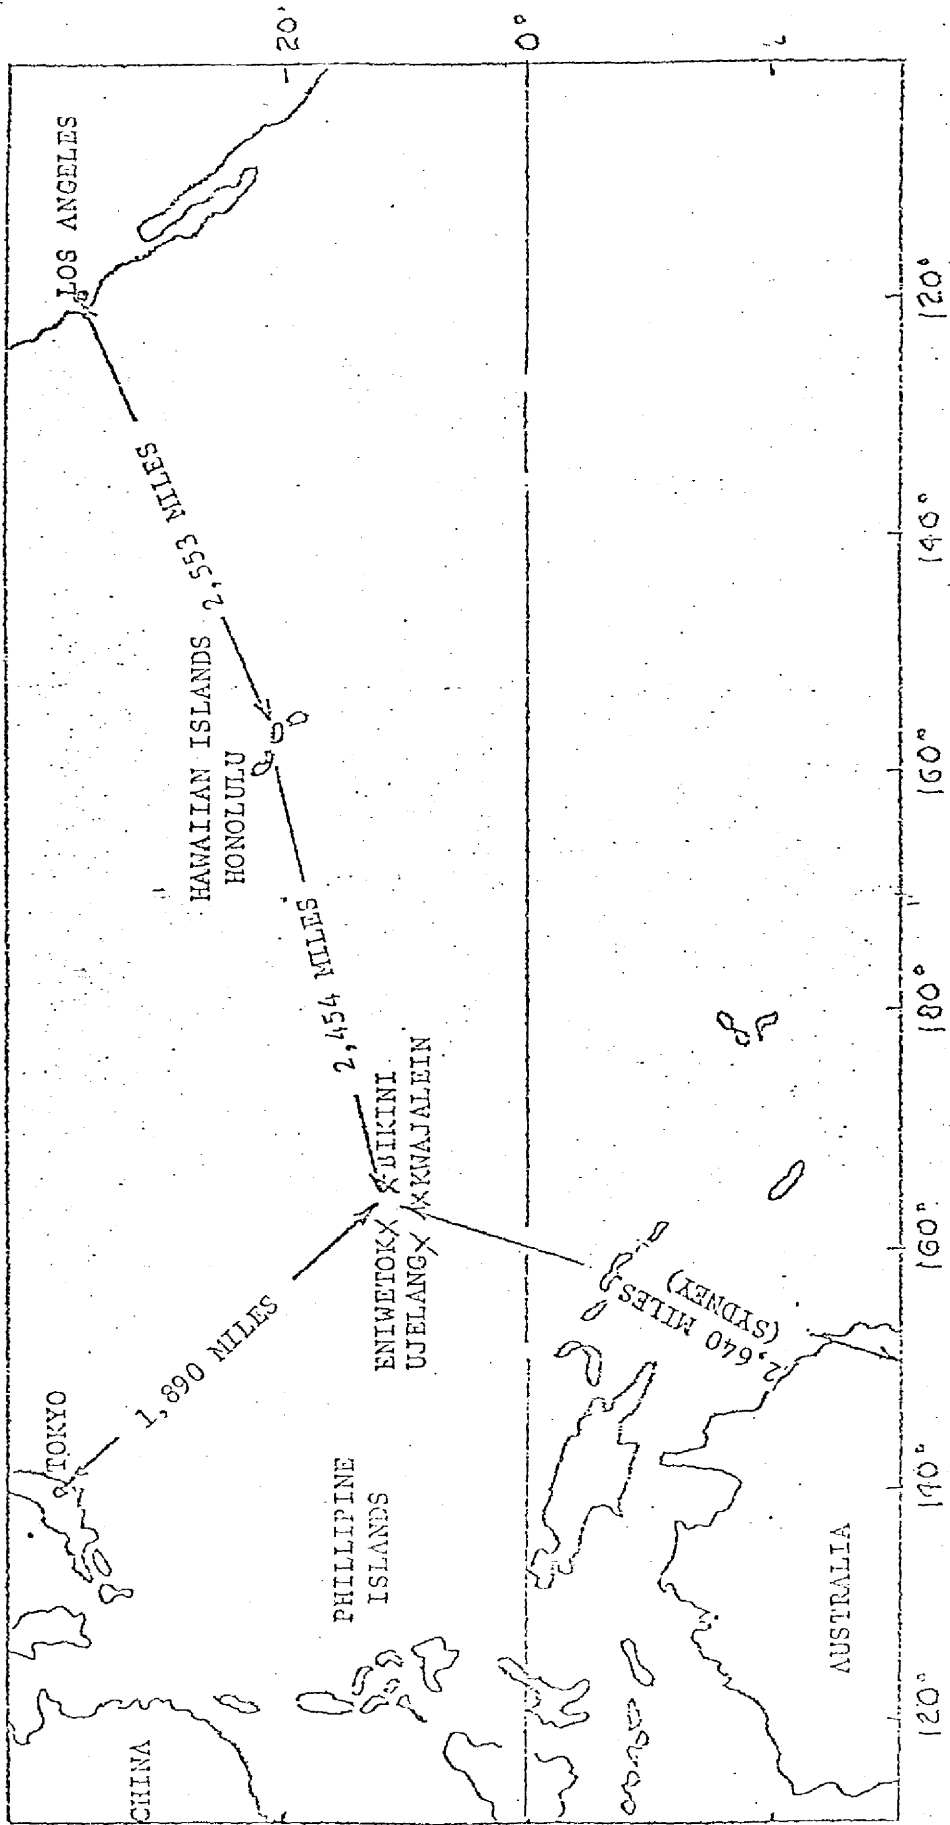 LOS ANGELES
2,553 MILES
HAWAIIAN ISLANDS
HONOLULU
2,454 MILES
TOKYO
1,890 MILES
ENIWETOK
BIKINI
UJELANG
KWAJALEIN
PHILLIPINE
ISLANDS
CHINA
2,640 MILES
(SYDNEY)
AUSTRALIA
20°
0°
120°
140°
160°
180°
160°
140°
120°